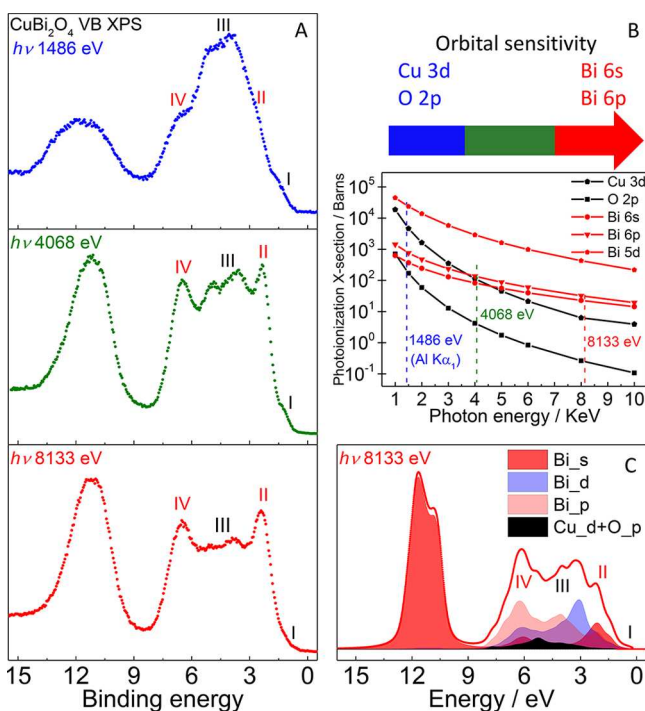 CuBi₂O₄ VB XPS
A
hν 1486 eV
III
IV
II
I
hν 4068 eV
IV
III
II
I
hν 8133 eV
IV
III
II
I
15 12 9 6 3 0
Binding energy
B
Orbital sensitivity
Cu 3d
O 2p
Bi 6s
Bi 6p
Photoionization X-section / Barns
10⁵
10⁴
10³
10²
10¹
10⁰
10⁻¹
Cu 3d
O 2p
Bi 6s
Bi 6p
Bi 5d
1486 eV
(Al Kα₁)
4068 eV
8133 eV
0 1 2 3 4 5 6 7 8 9 10
Photon energy / KeV
hν 8133 eV
C
Bi_s
Bi_d
Bi_p
Cu_d+O_p
IV
III
II
I
15 12 9 6 3 0
Energy / eV